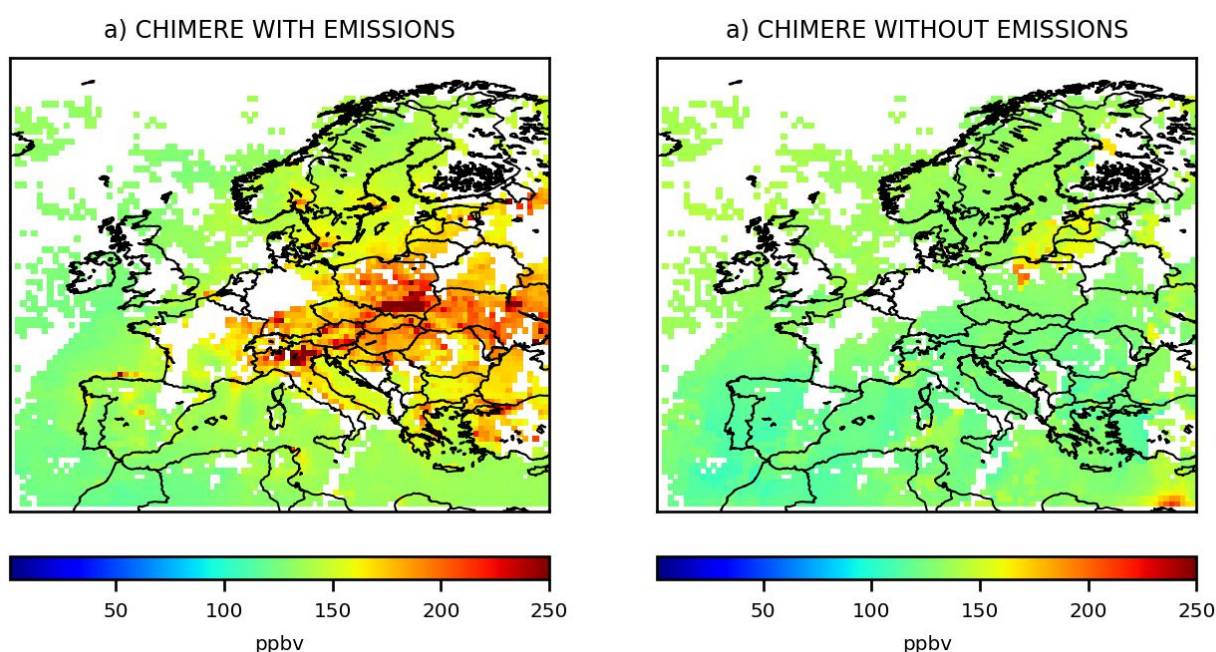 a) CHIMERE WITH EMISSIONS
50 100 150 200 250
ppbv
a) CHIMERE WITHOUT EMISSIONS
50 100 150 200 250
ppbv